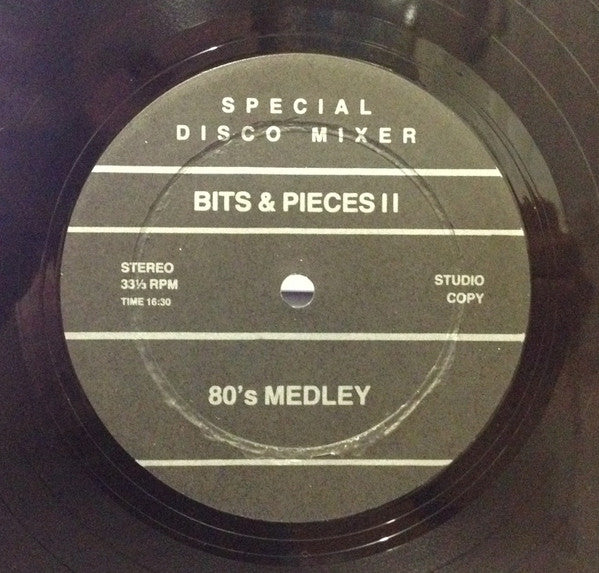 SPECIAL
DISCO MIXER
BITS & PIECES II
STEREO
33⅓ RPM
TIME 16:30
STUDIO
COPY
80's MEDLEY